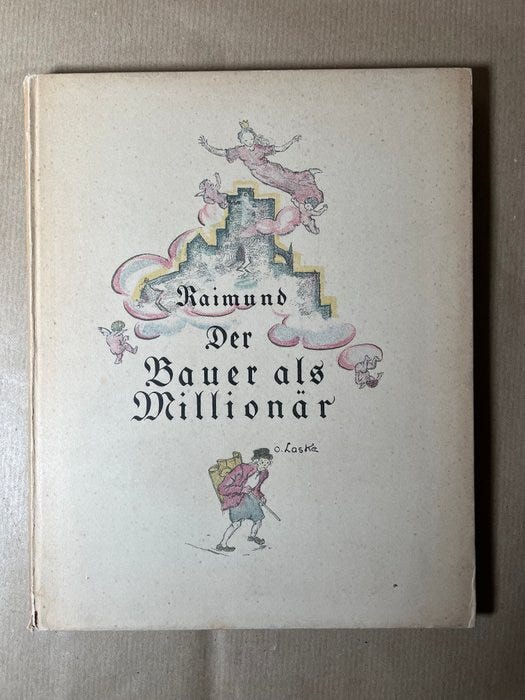 Raimund
Der
Bauer als
Millionär
O. Laske